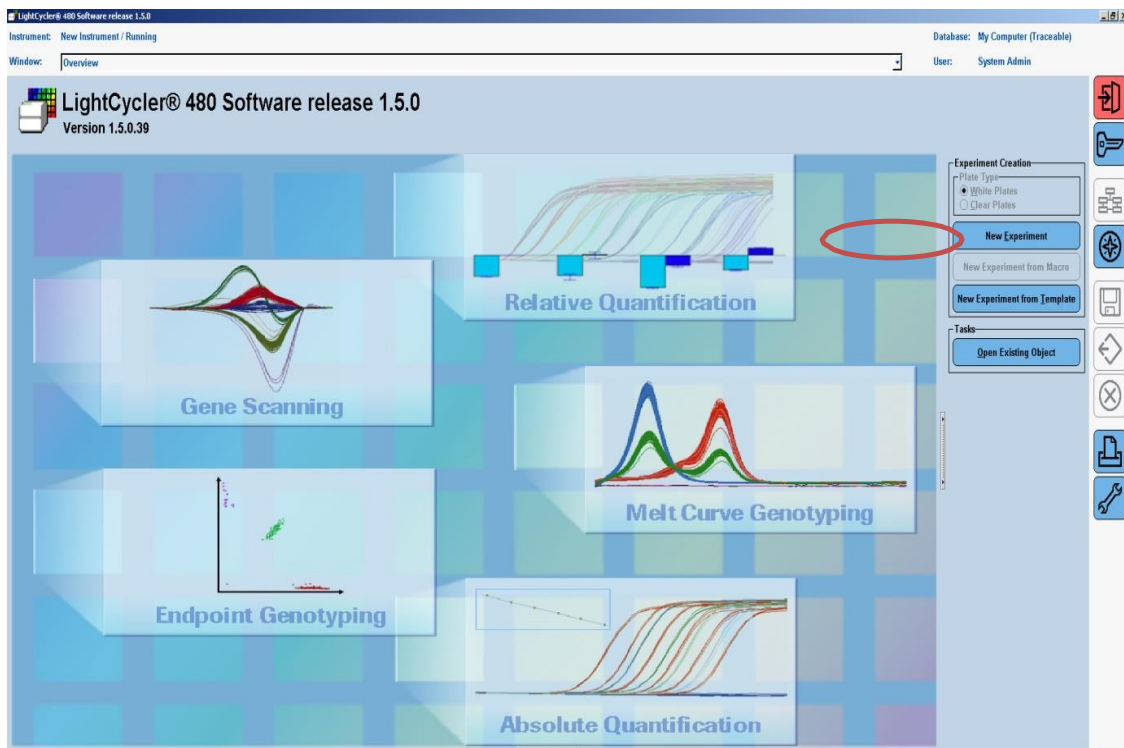 LightCycler® 480 Software release 1.5.0
Instrument: New Instrument / Running
Database: My Computer (Traceable)
Window: Overview
User: System Admin
LightCycler® 480 Software release 1.5.0
Version 1.5.0.39
Experiment Creation
Plate Type
White Plates
Clear Plates
New Experiment
New Experiment from Macro
New Experiment from Template
Tasks
Open Existing Object
Relative Quantification
Gene Scanning
Melt Curve Genotyping
Endpoint Genotyping
Absolute Quantification